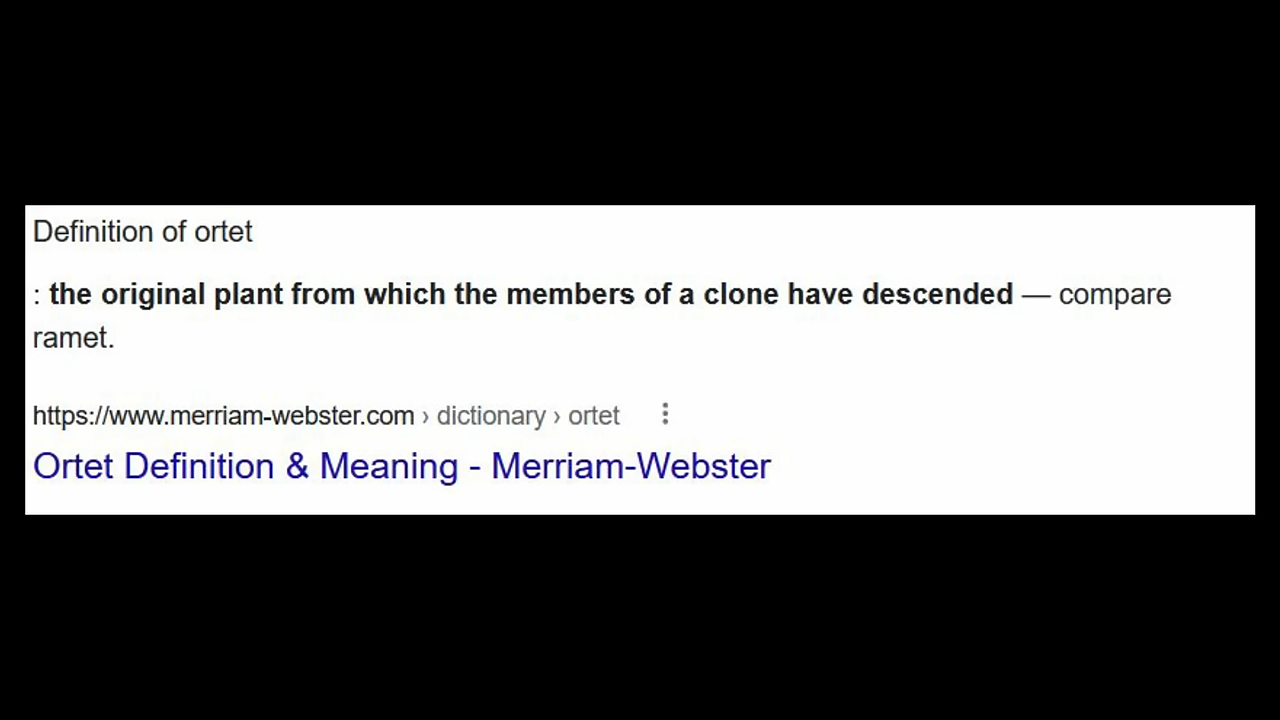 Definition of ortet
: the original plant from which the members of a clone have descended — compare
ramet.
https://www.merriam-webster.com › dictionary › ortet
Ortet Definition & Meaning - Merriam-Webster